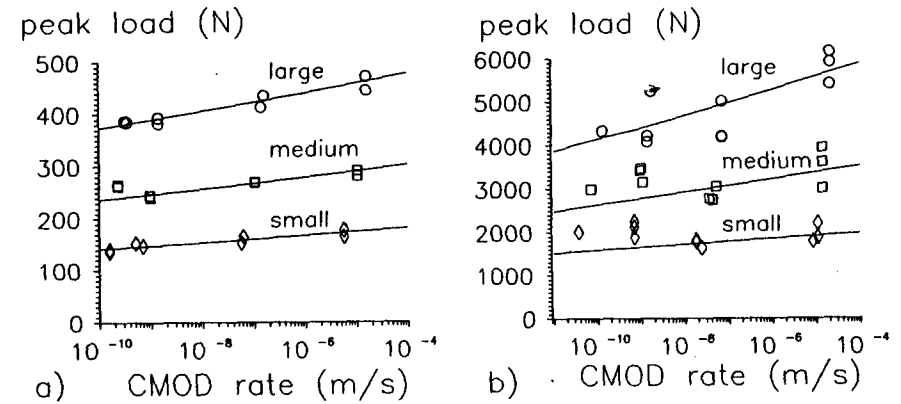 peak load (N)
500
400
300
200
100
0
large
medium
small
10⁻¹⁰ 10⁻⁸ 10⁻⁶ 10⁻⁴
a) CMOD rate (m/s)
peak load (N)
6000
5000
4000
3000
2000
1000
0
large
medium
small
10⁻¹⁰ 10⁻⁸ 10⁻⁶ 10⁻⁴
b) CMOD rate (m/s)